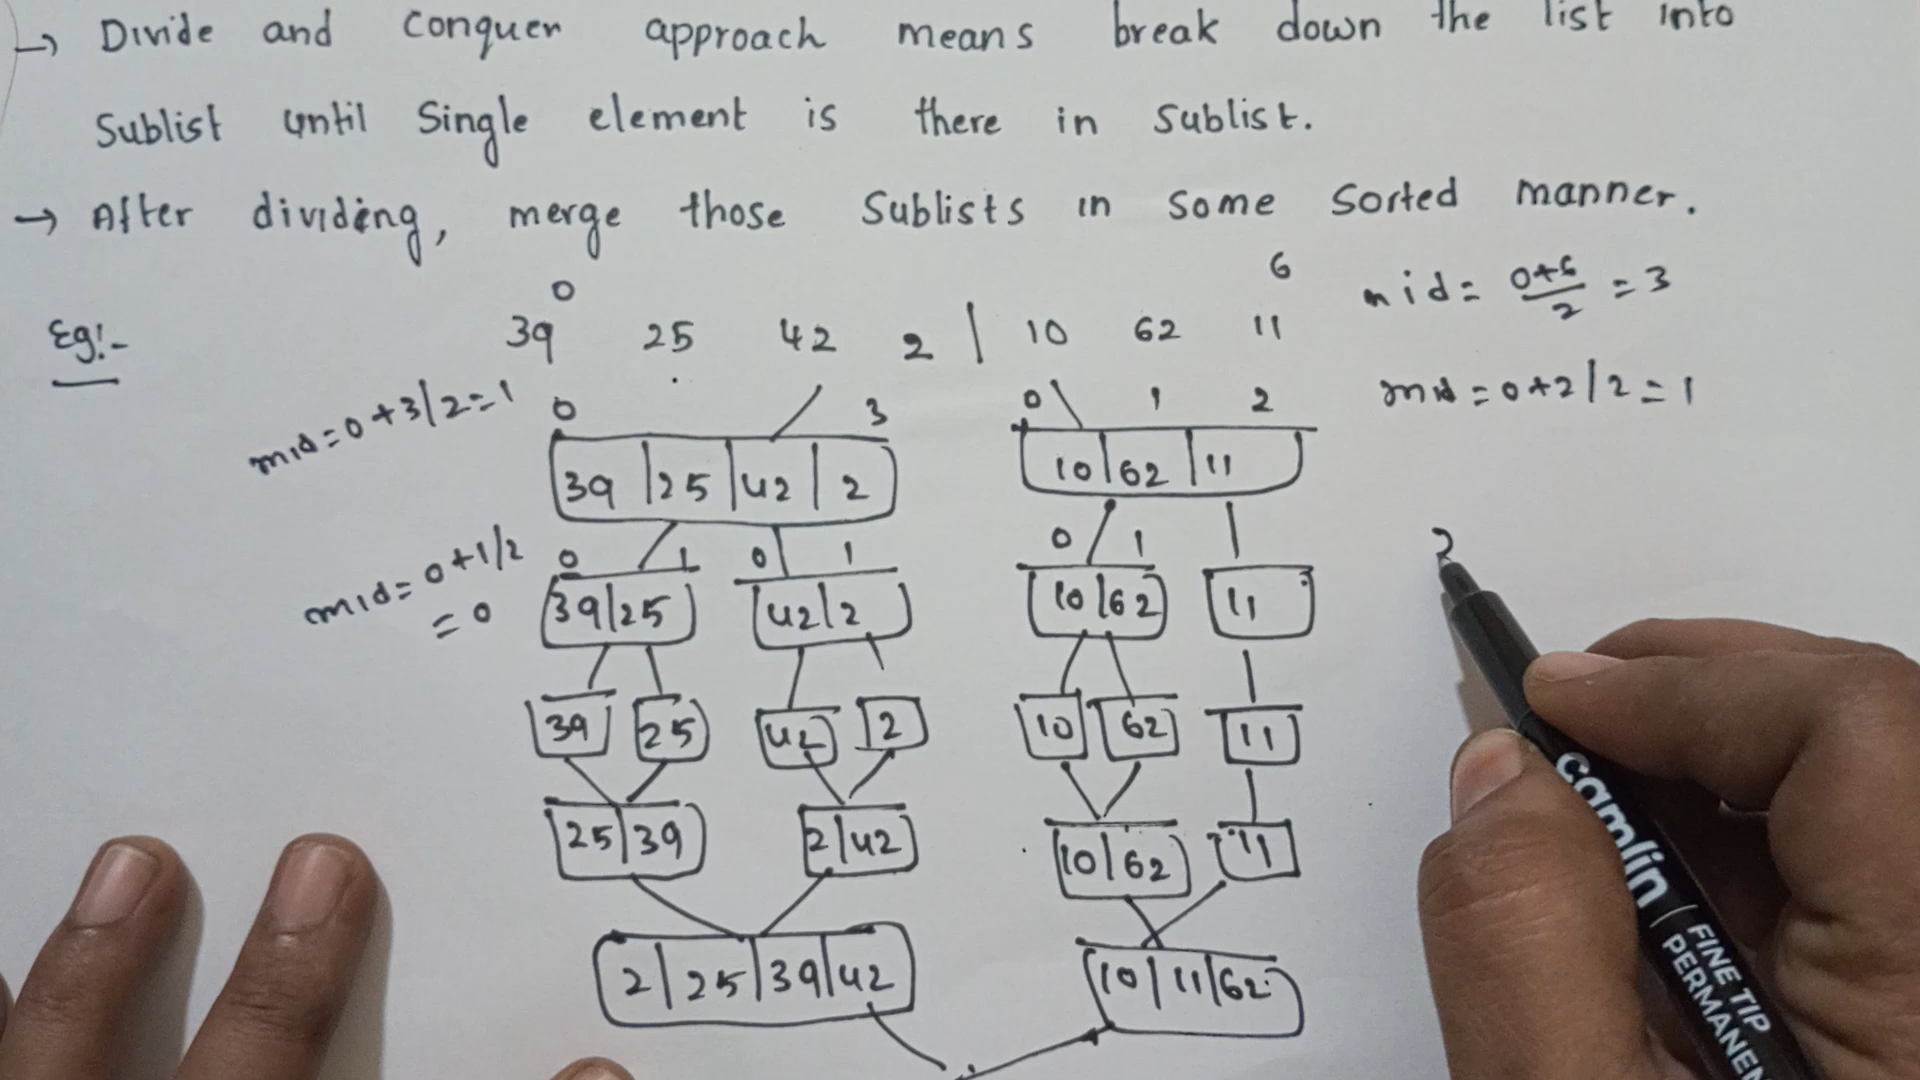 → Divide and conquer approach means break down the list into
Sublist until Single element is there in Sublist.
→ After dividing, merge those Sublists in some sorted manner.
0 6
Eg:- 39 25 42 2 | 10 62 11
mid = 0+6/2 = 3
mid = 0+3/2=1
0 3 0 1 2
mid = 0+2/2=1
39 | 25 | 42 | 2 10 | 62 | 11
mid = 0+1/2
= 0
0 1 0 1 0 1
39|25 42|2 10|62 11
39 25 42 2 10 62 11
25|39 2|42 10|62 11
2|25|39|42 10|11|62
2
camlin FINE TIP
PERMANEN